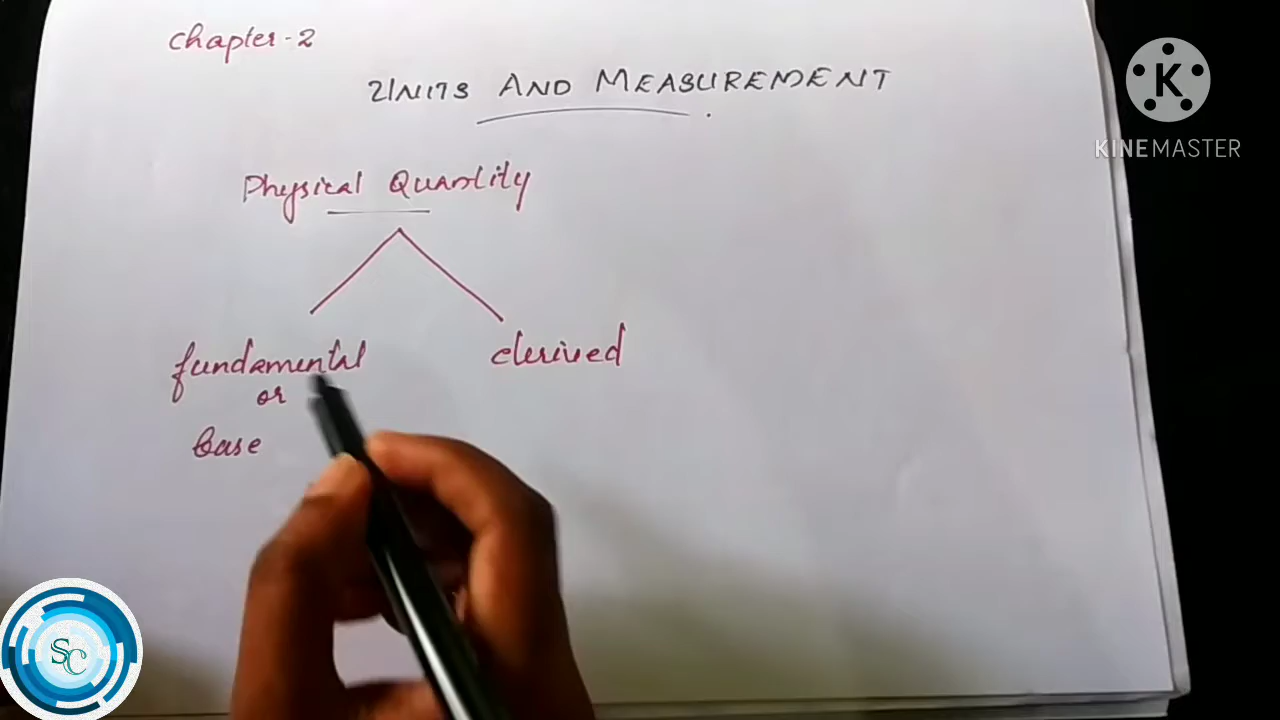 Chapter-2
UNITS AND MEASUREMENT
KINEMASTER
K
Physical Quantity
fundamental derived
or
base
SC